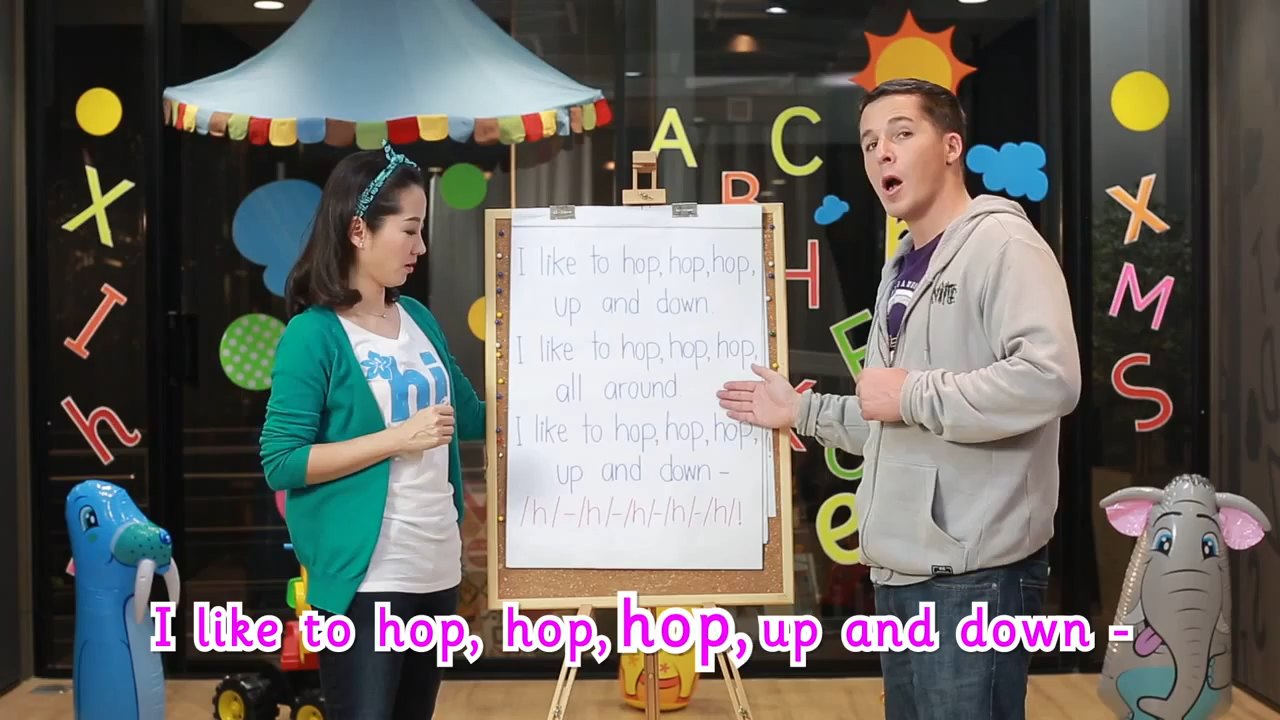 A C
B
X
X
H
M
I
E
S
h
K
e
hi
I like to hop, hop, hop,
up and down.
I like to hop, hop, hop,
all around.
I like to hop, hop, hop,
up and down -
/h/-/h/-/h/-/h/-/h/!
I like to hop, hop, hop, up and down -